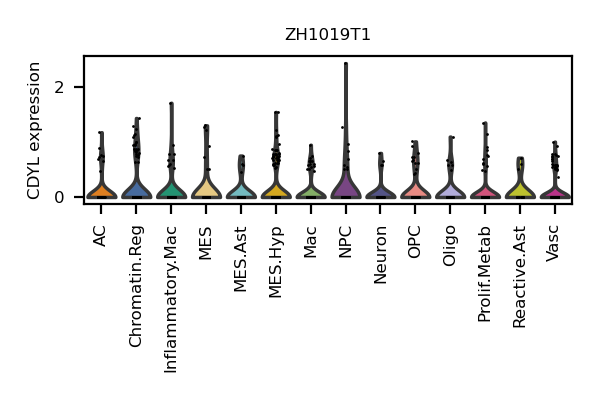 ZH1019T1
CDYL expression
2
0
AC
Chromatin.Reg
Inflammatory.Mac
MES
MES.Ast
MES.Hyp
Mac
NPC
Neuron
OPC
Oligo
Prolif.Metab
Reactive.Ast
Vasc